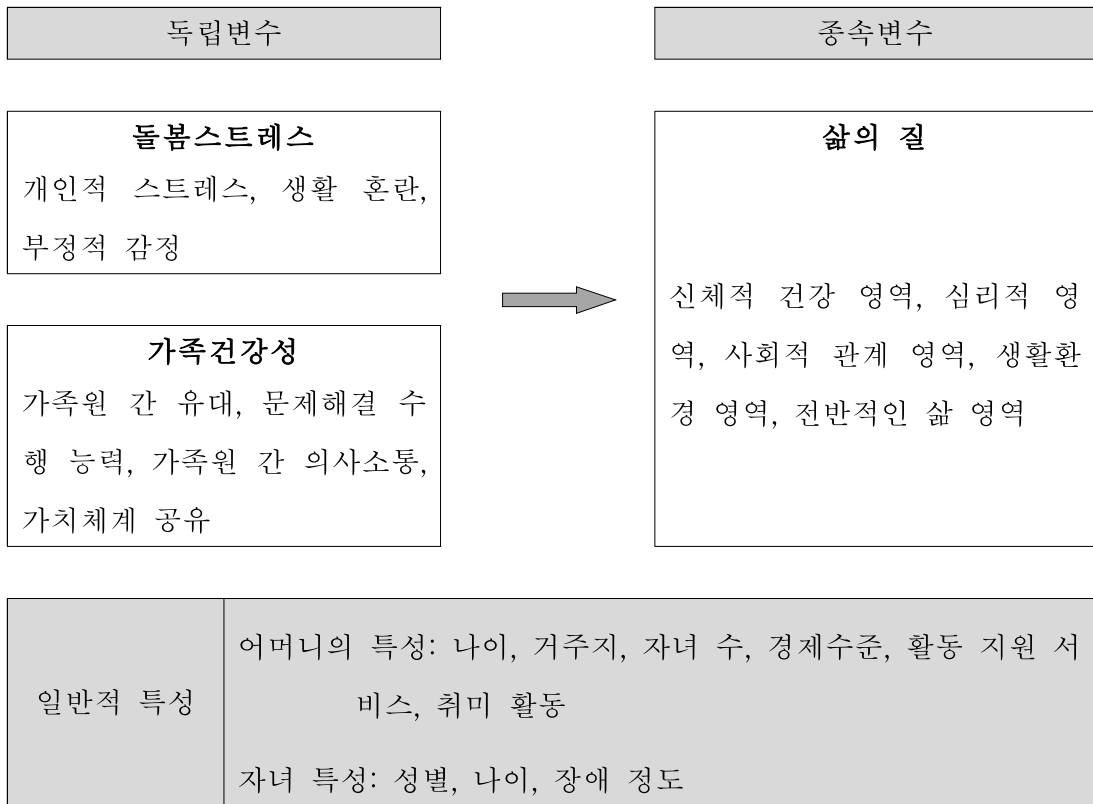 독립변수
종속변수
돌봄스트레스
개인적 스트레스, 생활 혼란,
부정적 감정
가족건강성
가족원 간 유대, 문제해결 수
행 능력, 가족원 간 의사소통,
가치체계 공유
삶의 질
신체적 건강 영역, 심리적 영
역, 사회적 관계 영역, 생활환
경 영역, 전반적인 삶 영역
일반적 특성
어머니의 특성: 나이, 거주지, 자녀 수, 경제수준, 활동 지원 서
비스, 취미 활동
자녀 특성: 성별, 나이, 장애 정도